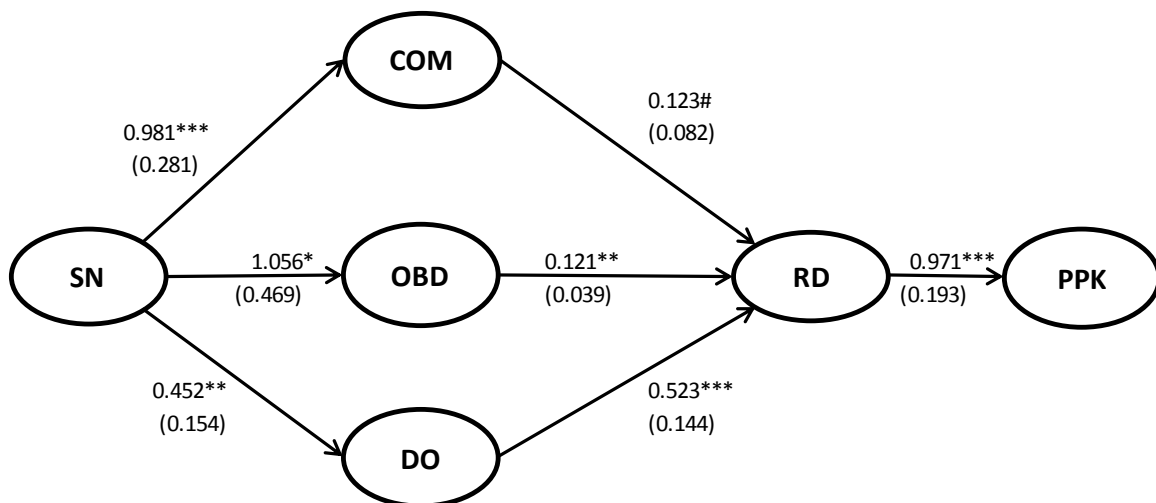 COM
0.981***
(0.281)
0.123#
(0.082)
SN
1.056*
(0.469)
OBD
0.121**
(0.039)
RD
0.971***
(0.193)
PPK
0.452**
(0.154)
0.523***
(0.144)
DO